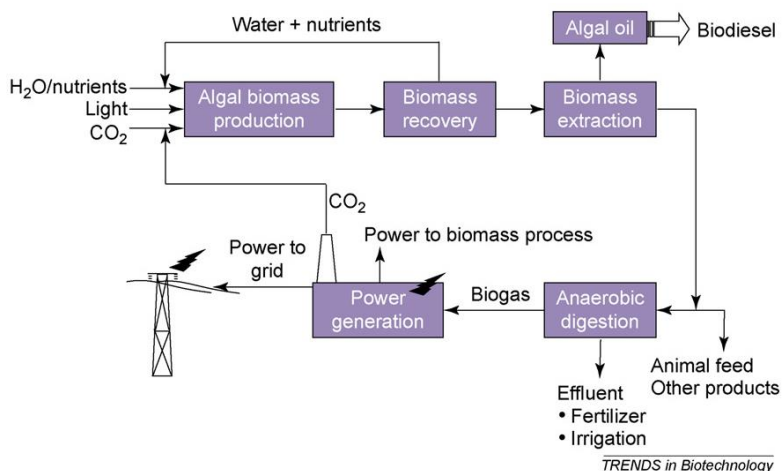 Water + nutrients
Algal oil
Biodiesel
H₂O/nutrients
Light
CO₂
Algal biomass
production
Biomass
recovery
Biomass
extraction
CO₂
Power to
grid
Power to biomass process
Power
generation
Biogas
Anaerobic
digestion
Animal feed
Other products
Effluent
• Fertilizer
• Irrigation
TRENDS in Biotechnology